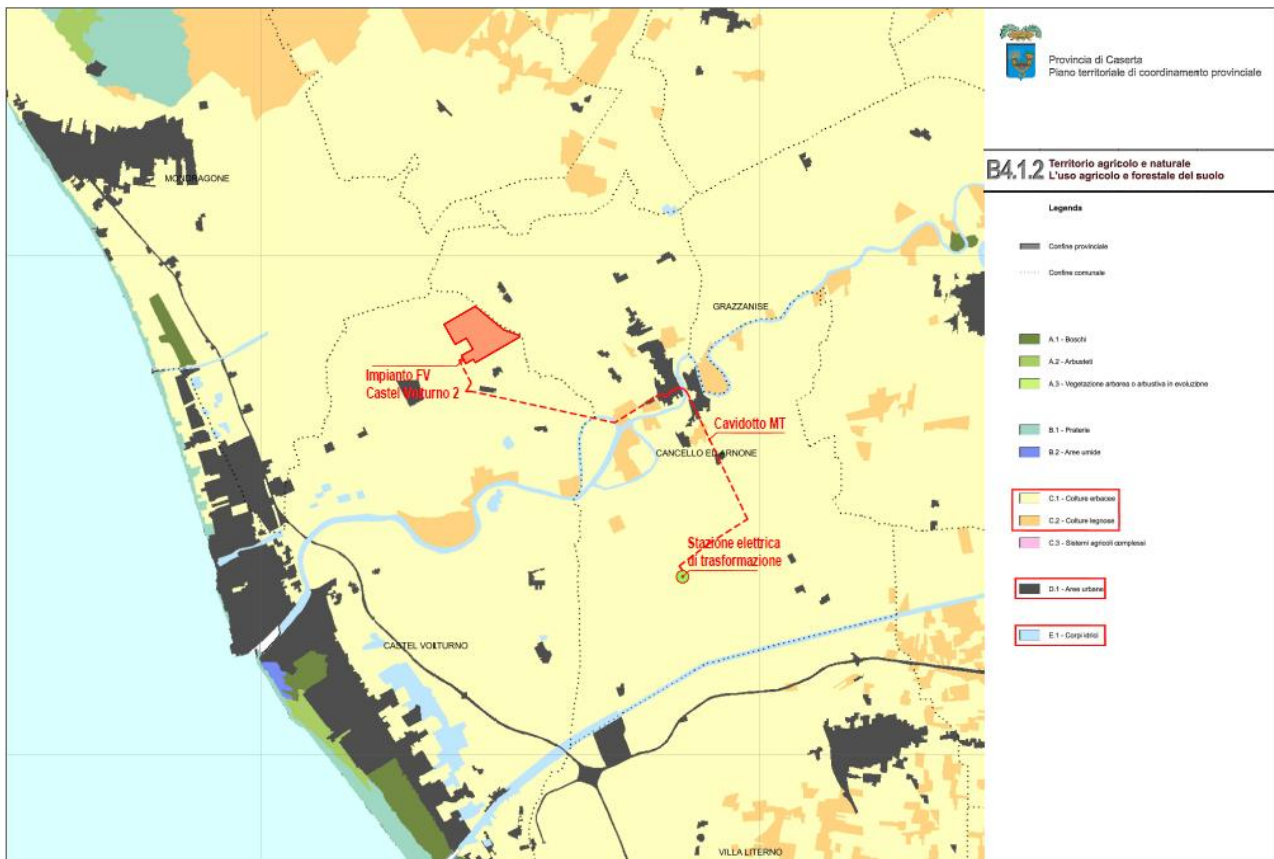 Provincia di Caserta
Piano territoriale di coordinamento provinciale
B4.1.2 Territorio agricolo e naturale
L'uso agricolo e forestale del suolo
Legenda
Confine provinciale
Confine comunale
A.1 - Boschi
A.2 - Arbusteti
A.3 - Vegetazione arborea o arbustiva in evoluzione
B.1 - Praterie
B.2 - Aree umide
C.1 - Colture erbacee
C.2 - Colture legnose
C.3 - Sistemi agricoli complessi
D.1 - Aree urbane
E.1 - Corpi idrici
MONDRAGONE
GRAZZANISE
Impianto FV
Castel Volturno 2
Cavidotto MT
CANCELLO ED ARNONE
Stazione elettrica
di trasformazione
CASTEL VOLTURNO
VILLA LITERNO